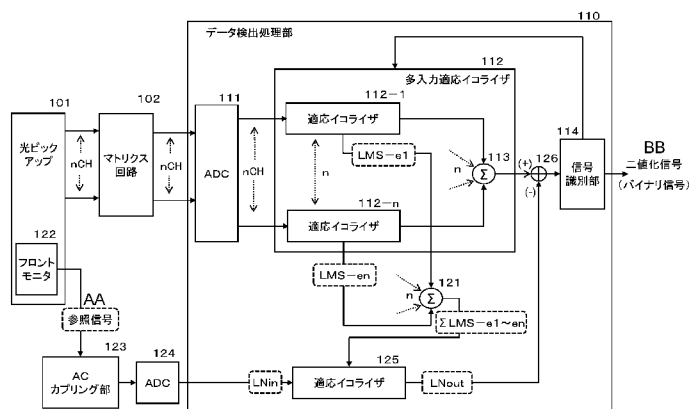 110
データ検出処理部
112
多入力適応イコライザ
101
102
111
112-1
適応イコライザ
114
光ピックアップ
nCH
マトリクス回路
nCH
ADC
nCH
LMS-e1
n
n
113
Σ
(+)
126
(-)
信号識別部
BB
二値化信号
(バイナリ信号)
112-n
適応イコライザ
122
フロントモニタ
LMS-en
n
121
Σ
AA
参照信号
ΣLMS-e1~en
123
124
125
AC
カプリング部
ADC
LNin
適応イコライザ
LNout